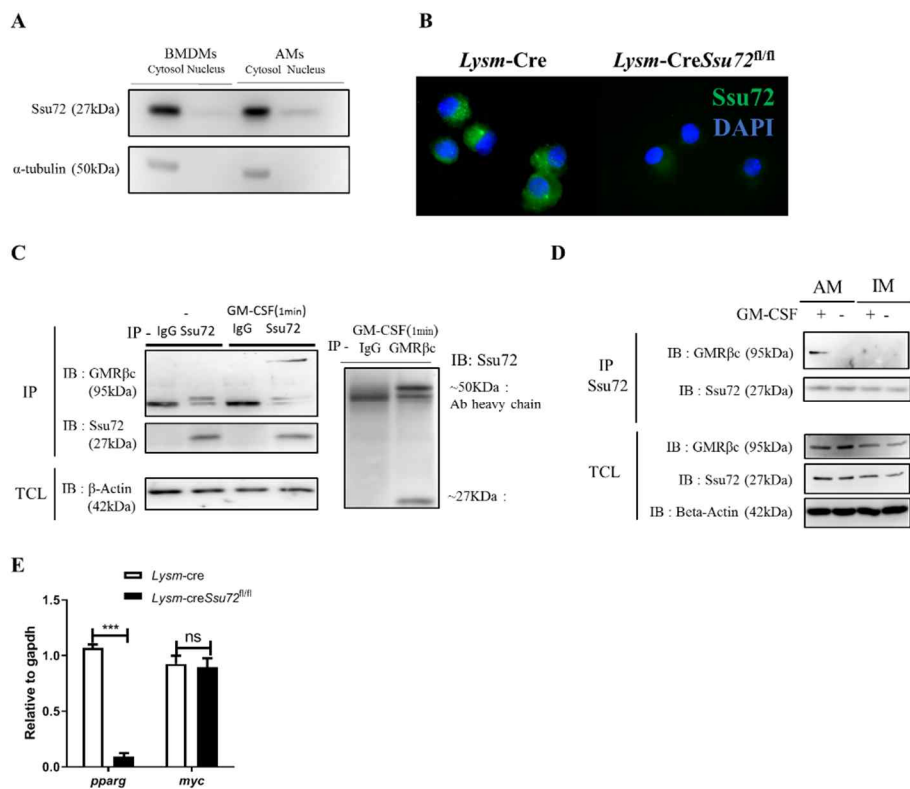 A
BMDMs AMs
Cytosol Nucleus Cytosol Nucleus
Ssu72 (27kDa)
α-tubulin (50kDa)
B
Lysm-Cre Lysm-CreSsu72fl/fl
Ssu72
DAPI
C
- GM-CSF(1min)
IP - IgG Ssu72 IgG Ssu72
IP
IB : GMRβc
(95kDa)
IB : Ssu72
(27kDa)
TCL
IB : β-Actin
(42kDa)
GM-CSF(1min)
IP - IgG GMRβc
IB: Ssu72
~50KDa :
Ab heavy chain
~27KDa :
D
AM IM
GM-CSF + - + -
IP
Ssu72
IB : GMRβc (95kDa)
IB : Ssu72 (27kDa)
TCL
IB : GMRβc (95kDa)
IB : Ssu72 (27kDa)
IB : Beta-Actin (42kDa)
E
Lysm-cre
Lysm-creSsu72fl/fl
Relative to gapdh
1.5
1.0
0.5
0.0
*** ns
pparg myc